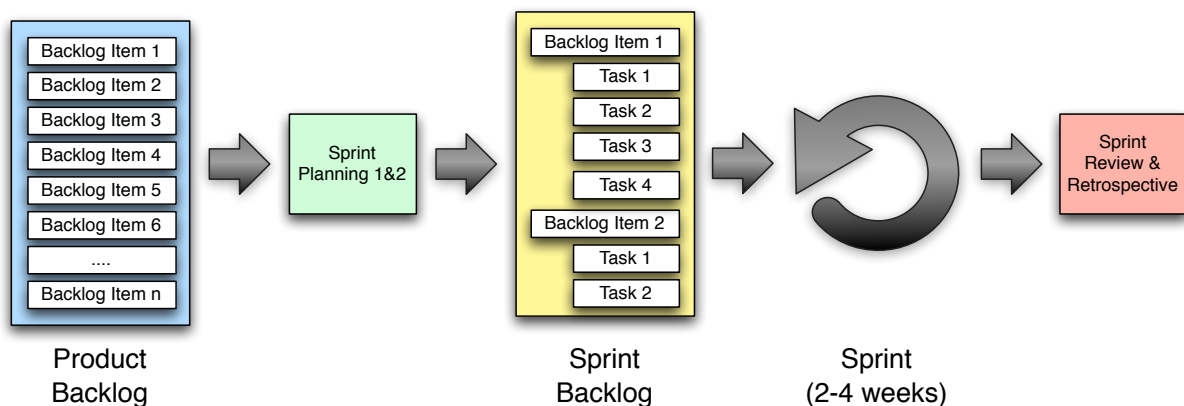 Backlog Item 1
Backlog Item 2
Backlog Item 3
Backlog Item 4
Backlog Item 5
Backlog Item 6
....
Backlog Item n
Product
Backlog
Sprint
Planning 1&2
Backlog Item 1
Task 1
Task 2
Task 3
Task 4
Backlog Item 2
Task 1
Task 2
Sprint
Backlog
Sprint
(2-4 weeks)
Sprint
Review &
Retrospective